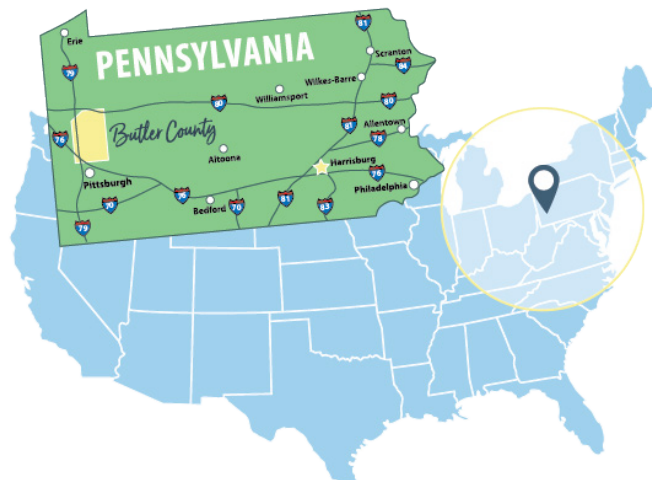 81
Erie
Scranton
PENNSYLVANIA
79
84
Wilkes-Barre
Williamsport
80
80
Allentown
81
78
76
Butler County
Altoona
Harrisburg
76
Pittsburgh
Philadelphia
76
Bedford
70
70
81
83
79